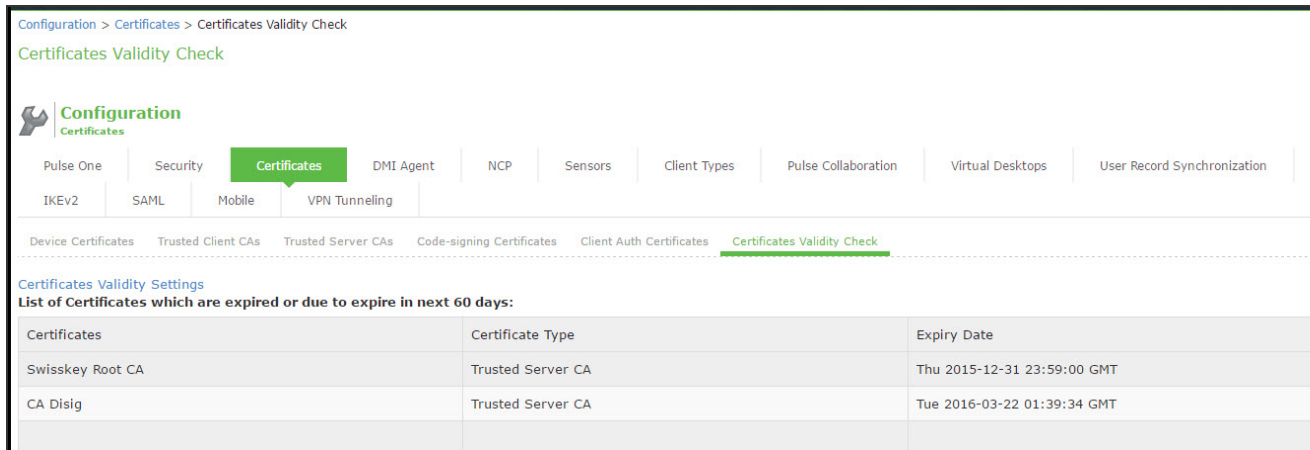 Configuration > Certificates > Certificates Validity Check
Certificates Validity Check
Configuration
Certificates
Pulse One Security Certificates DMI Agent NCP Sensors Client Types Pulse Collaboration Virtual Desktops User Record Synchronization
IKEv2 SAML Mobile VPN Tunneling
Device Certificates Trusted Client CAs Trusted Server CAs Code-signing Certificates Client Auth Certificates Certificates Validity Check
Certificates Validity Settings
List of Certificates which are expired or due to expire in next 60 days:
Certificates Certificate Type Expiry Date
Swisskey Root CA Trusted Server CA Thu 2015-12-31 23:59:00 GMT
CA Disig Trusted Server CA Tue 2016-03-22 01:39:34 GMT